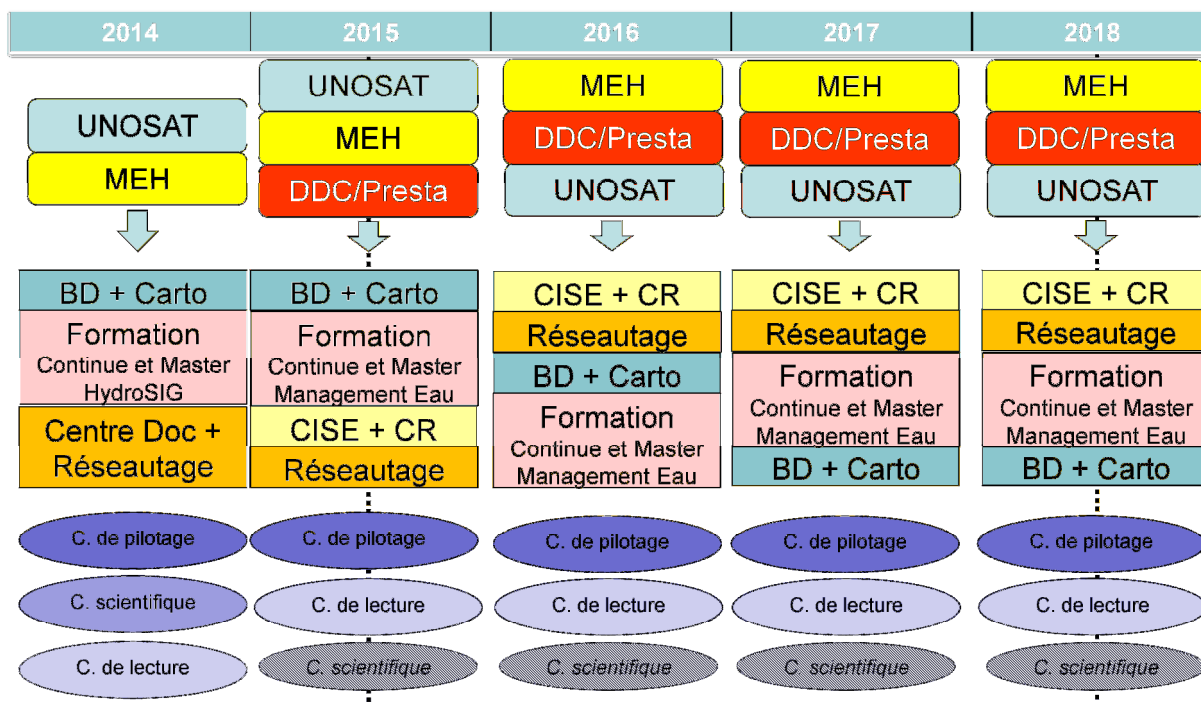 2014
2015
2016
2017
2018
UNOSAT
MEH
UNOSAT
MEH
DDC/Presta
MEH
DDC/Presta
UNOSAT
MEH
DDC/Presta
UNOSAT
MEH
DDC/Presta
UNOSAT
BD + Carto
Formation
Continue et Master
HydroSIG
Centre Doc +
Réseautage
BD + Carto
Formation
Continue et Master
Management Eau
CISE + CR
Réseautage
CISE + CR
Réseautage
BD + Carto
Formation
Continue et Master
Management Eau
CISE + CR
Réseautage
Formation
Continue et Master
Management Eau
BD + Carto
CISE + CR
Réseautage
Formation
Continue et Master
Management Eau
BD + Carto
C. de pilotage
C. de pilotage
C. de pilotage
C. de pilotage
C. de pilotage
C. scientifique
C. de lecture
C. de lecture
C. de lecture
C. de lecture
C. de lecture
C. scientifique
C. scientifique
C. scientifique
C. scientifique